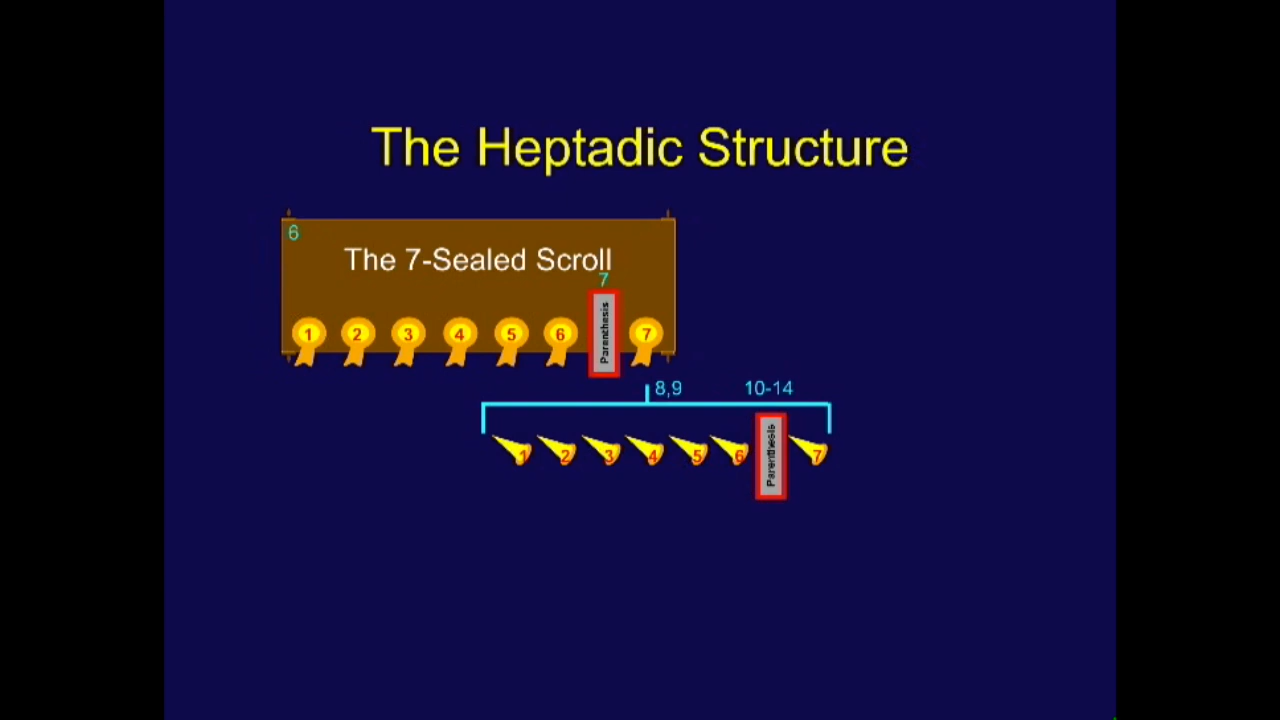 The Heptadic Structure
6
The 7-Sealed Scroll
7
1 2 3 4 5 6 Parenthesis 7
8,9 10-14
1 2 3 4 5 6 Parenthesis 7